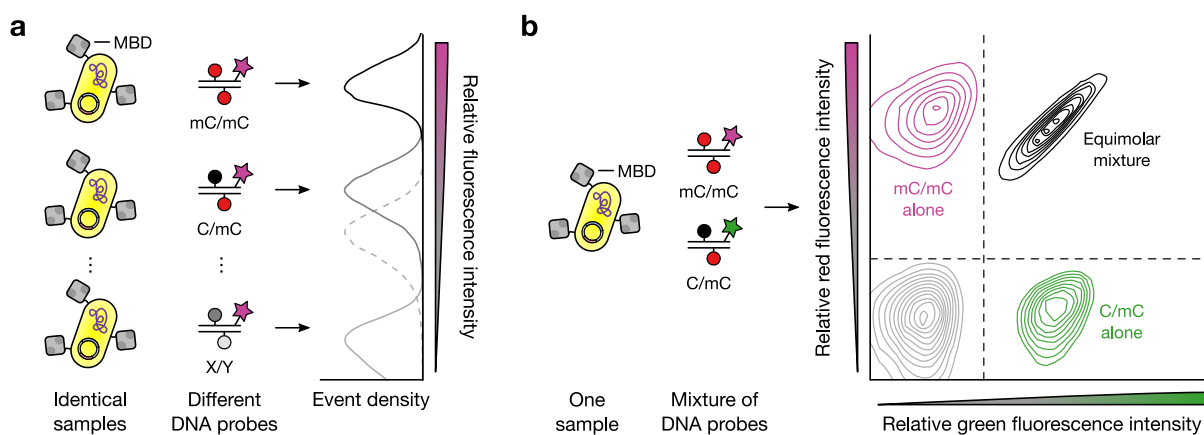 a
MBD
mC/mC
C/mC
⋮
⋮
X/Y
Identical
samples
Different
DNA probes
Event density
Relative fluorescence intensity
b
MBD
mC/mC
C/mC
One
sample
Mixture of
DNA probes
Relative red fluorescence intensity
mC/mC
alone
Equimolar
mixture
C/mC
alone
Relative green fluorescence intensity